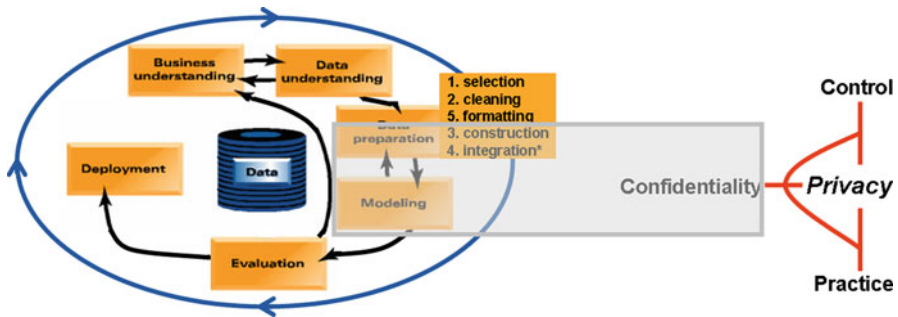 Business
understanding
Data
understanding
1. selection
2. cleaning
5. formatting
3. construction
4. integration*
Data
preparation
Control
Deployment
Data
Confidentiality
Privacy
Modeling
Evaluation
Practice